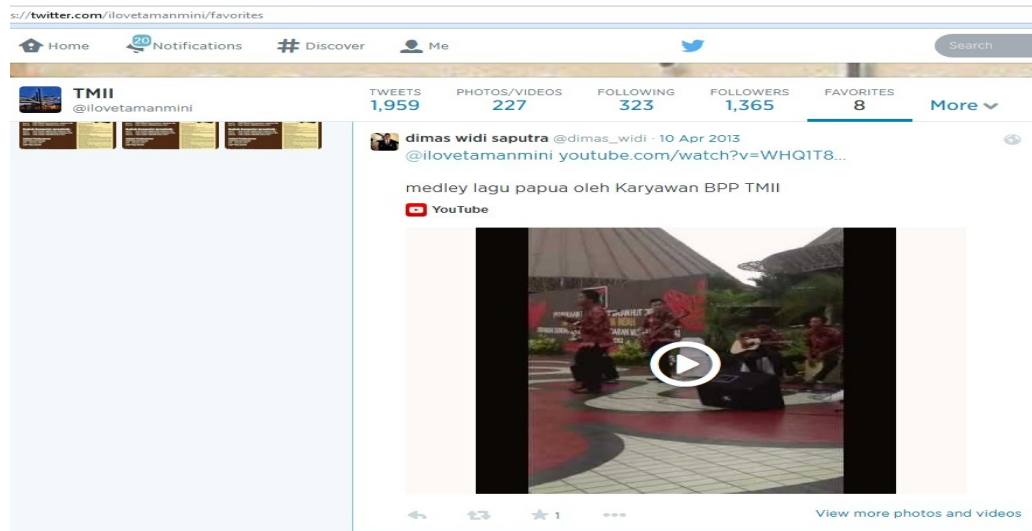 s://twitter.com/ilovetamanmini/favorites
Home 20 Notifications # Discover Me Search
TMII
@ilovetamanmini
TWEETS PHOTOS/VIDEOS FOLLOWING FOLLOWERS FAVORITES
1,959 227 323 1,365 8 More
dimas widi saputra @dimas_widi · 10 Apr 2013
@ilovetamanmini youtube.com/watch?v=WHQ1T8...
medley lagu papua oleh Karyawan BPP TMII
YouTube
1
View more photos and videos